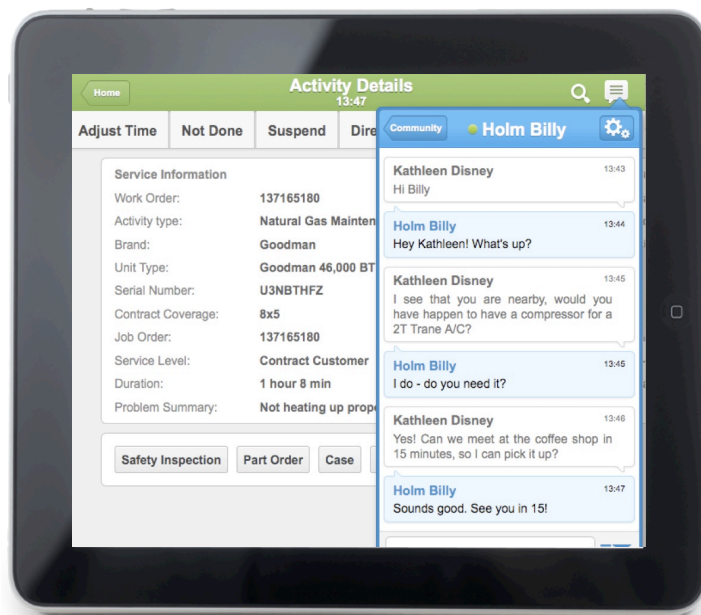 Home
Activity Details
13:47
Adjust Time
Not Done
Suspend
Dire
Service Information
Work Order: 137165180
Activity type: Natural Gas Mainten
Brand: Goodman
Unit Type: Goodman 46,000 BT
Serial Number: U3NBTHFZ
Contract Coverage: 8x5
Job Order: 137165180
Service Level: Contract Customer
Duration: 1 hour 8 min
Problem Summary: Not heating up prope
Safety Inspection
Part Order
Case
Community
Holm Billy
Kathleen Disney 13:43
Hi Billy
Holm Billy 13:44
Hey Kathleen! What's up?
Kathleen Disney 13:45
I see that you are nearby, would you
have happen to have a compressor for a
2T Trane A/C?
Holm Billy 13:45
I do - do you need it?
Kathleen Disney 13:46
Yes! Can we meet at the coffee shop in
15 minutes, so I can pick it up?
Holm Billy 13:47
Sounds good. See you in 15!